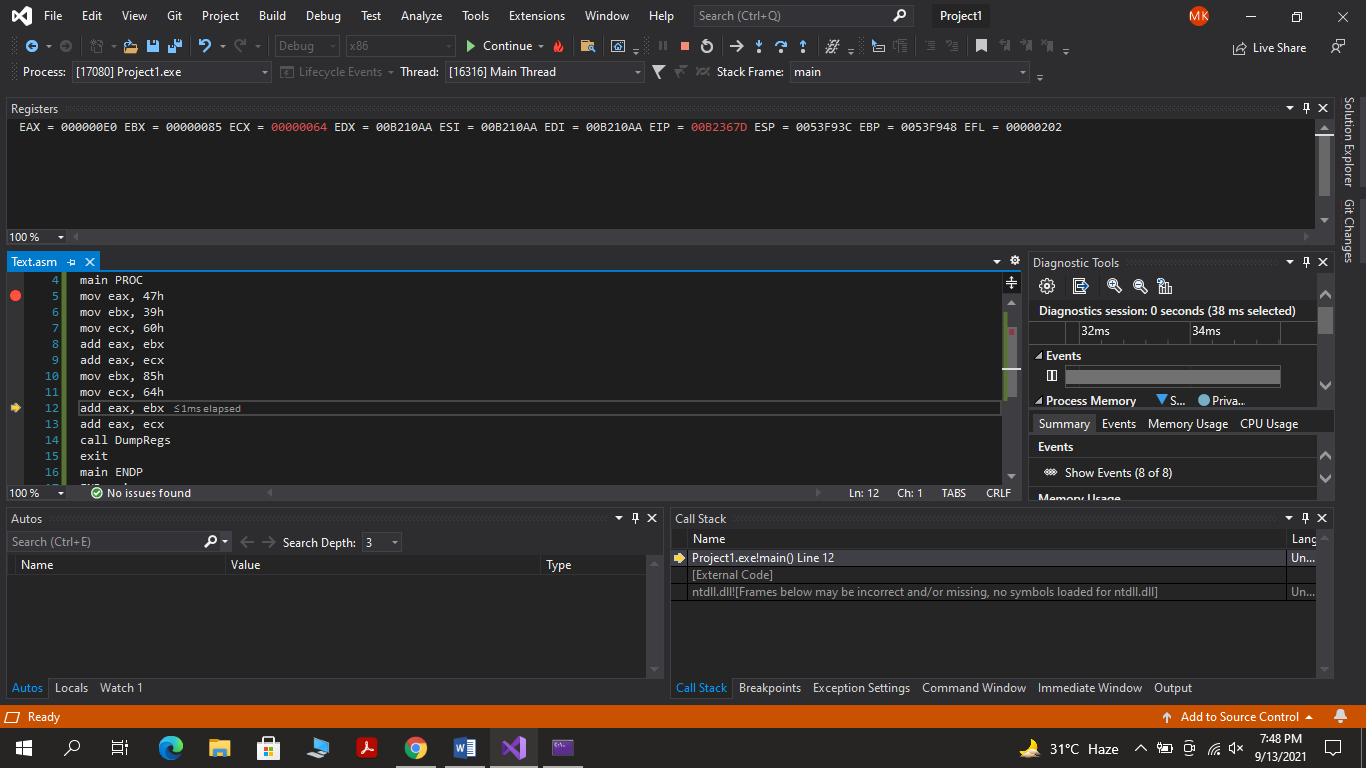 File Edit View Git Project Build Debug Test Analyze Tools Extensions Window Help Search (Ctrl+Q) Project1 MK
Debug x86 Continue Live Share
Process: [17080] Project1.exe Lifecycle Events Thread: [16316] Main Thread Stack Frame: main
Registers
EAX = 000000E0 EBX = 00000085 ECX = 00000064 EDX = 00B210AA ESI = 00B210AA EDI = 00B210AA EIP = 00B2367D ESP = 0053F93C EBP = 0053F948 EFL = 00000202
100 %
Solution Explorer
Git Changes
Text.asm
4 main PROC
5 mov eax, 47h
6 mov ebx, 39h
7 mov ecx, 60h
8 add eax, ebx
9 add eax, ecx
10 mov ebx, 85h
11 mov ecx, 64h
12 add eax, ebx ≤1ms elapsed
13 add eax, ecx
14 call DumpRegs
15 exit
16 main ENDP
100 % No issues found Ln: 12 Ch: 1 TABS CRLF
Diagnostic Tools
Diagnostics session: 0 seconds (38 ms selected)
32ms 34ms
Events
Process Memory S... Priva...
Summary Events Memory Usage CPU Usage
Events
Show Events (8 of 8)
Memory Usage
Autos
Search (Ctrl+E) Search Depth: 3
Name Value Type
Autos Locals Watch 1
Call Stack
Name Lang
Project1.exe!main() Line 12 Un...
[External Code]
ntdll.dll![Frames below may be incorrect and/or missing, no symbols loaded for ntdll.dll] Un...
Call Stack Breakpoints Exception Settings Command Window Immediate Window Output
Ready Add to Source Control
31°C Haze 7:48 PM
9/13/2021